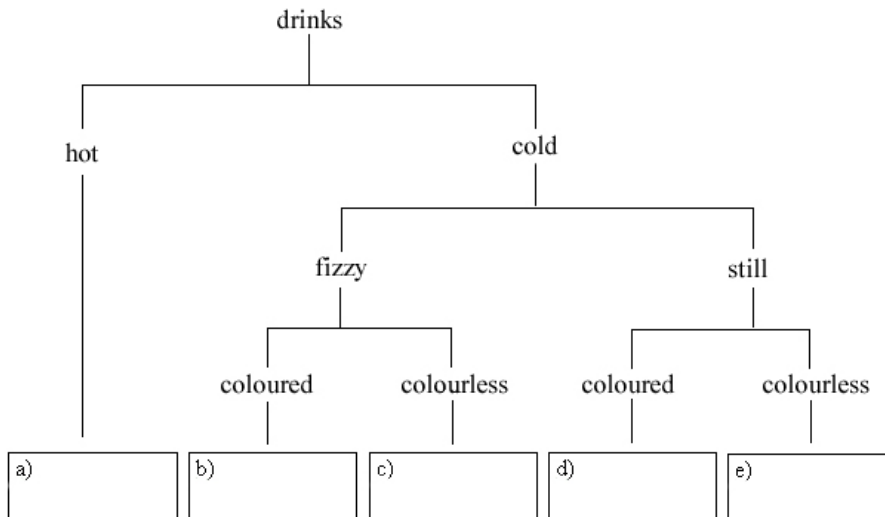 drinks
hot
cold
fizzy
still
coloured
colourless
coloured
colourless
a)
b)
c)
d)
e)